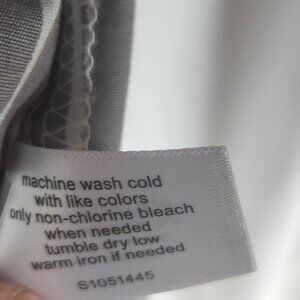 machine wash cold
with like colors
only non-chlorine bleach
when needed
tumble dry low
warm iron if needed
S1051445